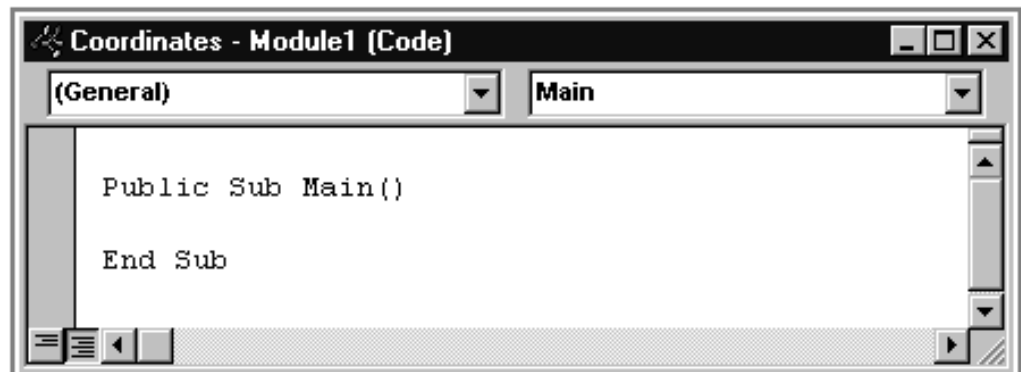 Coordinates - Module1 (Code)
(General) Main
Public Sub Main()
End Sub